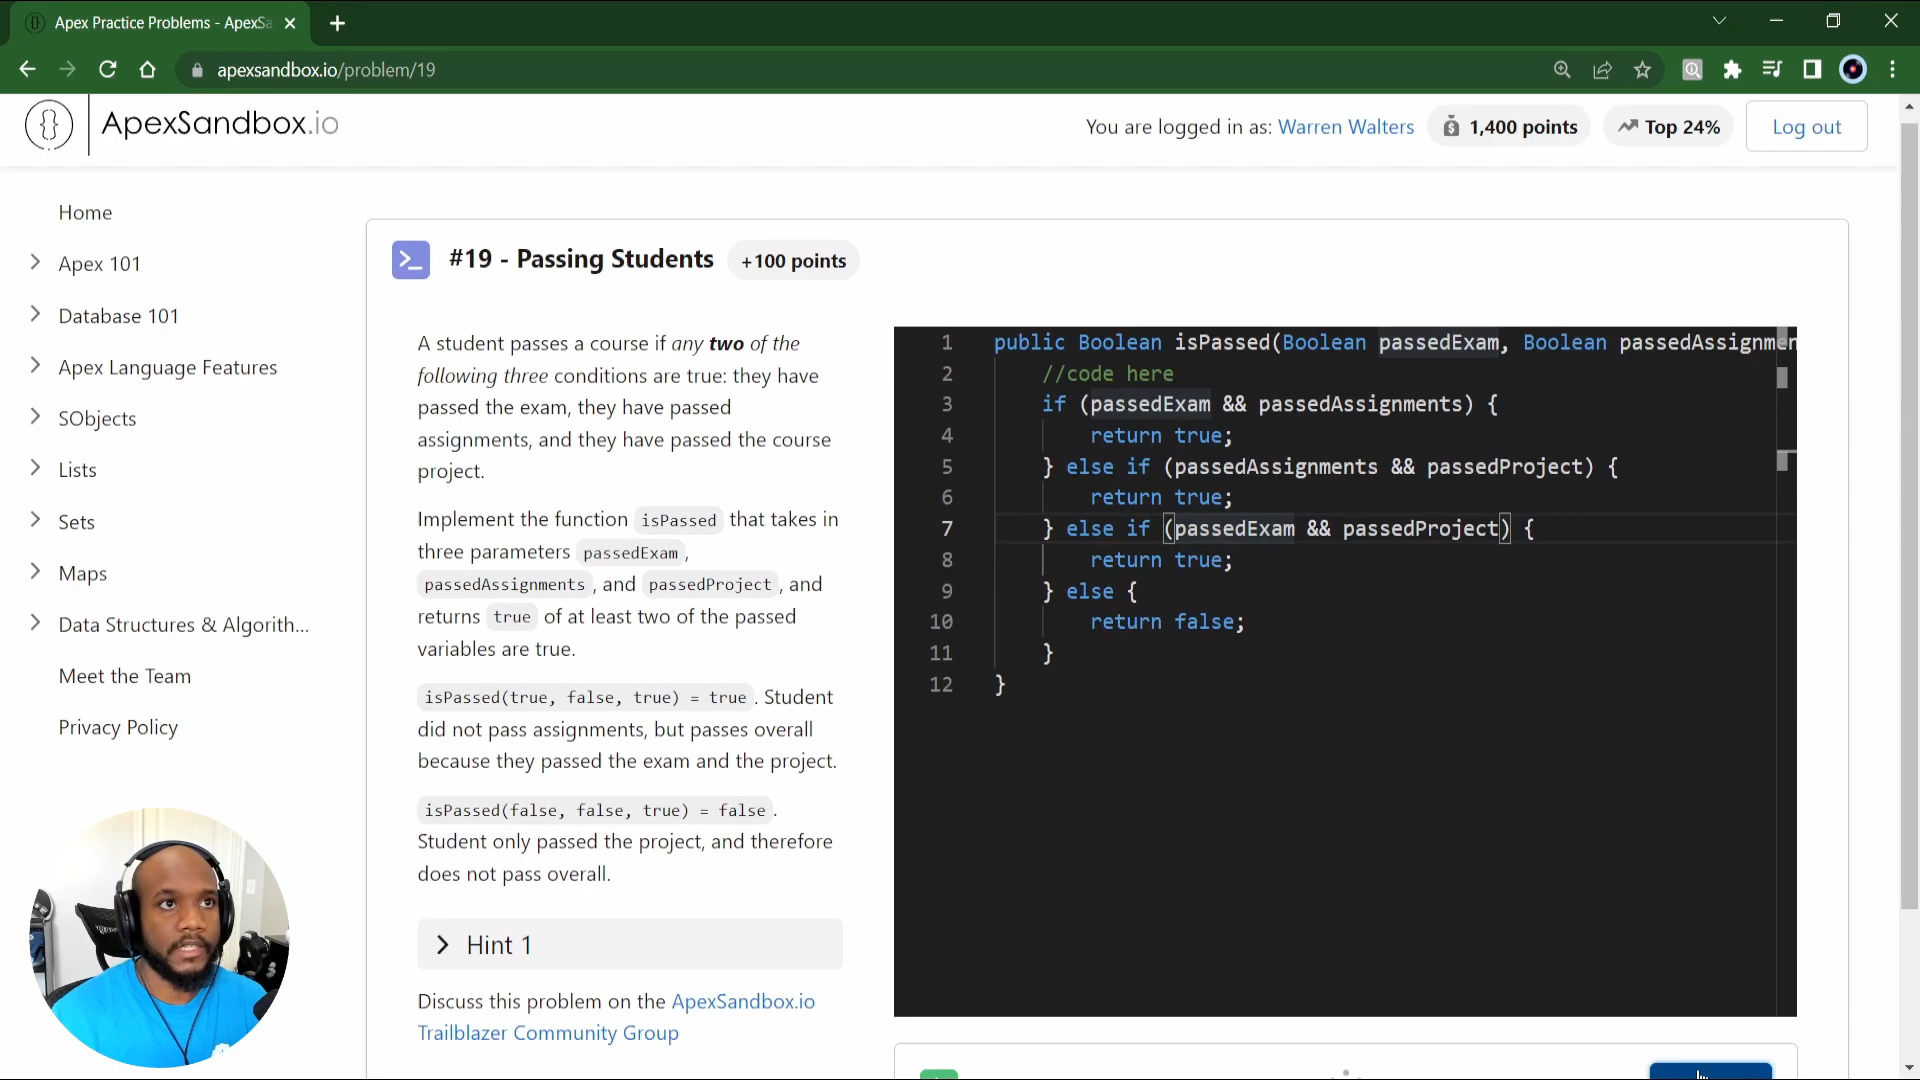 Apex Practice Problems - ApexSa
apexsandbox.io/problem/19
ApexSandbox.io
You are logged in as: Warren Walters
1,400 points
Top 24%
Log out
Home
Apex 101
Database 101
Apex Language Features
SObjects
Lists
Sets
Maps
Data Structures & Algorith...
Meet the Team
Privacy Policy
#19 - Passing Students
+100 points
A student passes a course if any two of the
following three conditions are true: they have
passed the exam, they have passed
assignments, and they have passed the course
project.
Implement the function isPassed that takes in
three parameters passedExam,
passedAssignments, and passedProject, and
returns true of at least two of the passed
variables are true.
isPassed(true, false, true) = true. Student
did not pass assignments, but passes overall
because they passed the exam and the project.
isPassed(false, false, true) = false.
Student only passed the project, and therefore
does not pass overall.
Hint 1
Discuss this problem on the ApexSandbox.io
Trailblazer Community Group
1 public Boolean isPassed(Boolean passedExam, Boolean passedAssignmen
2 //code here
3 if (passedExam && passedAssignments) {
4 return true;
5 } else if (passedAssignments && passedProject) {
6 return true;
7 } else if (passedExam && passedProject) {
8 return true;
9 } else {
10 return false;
11 }
12 }